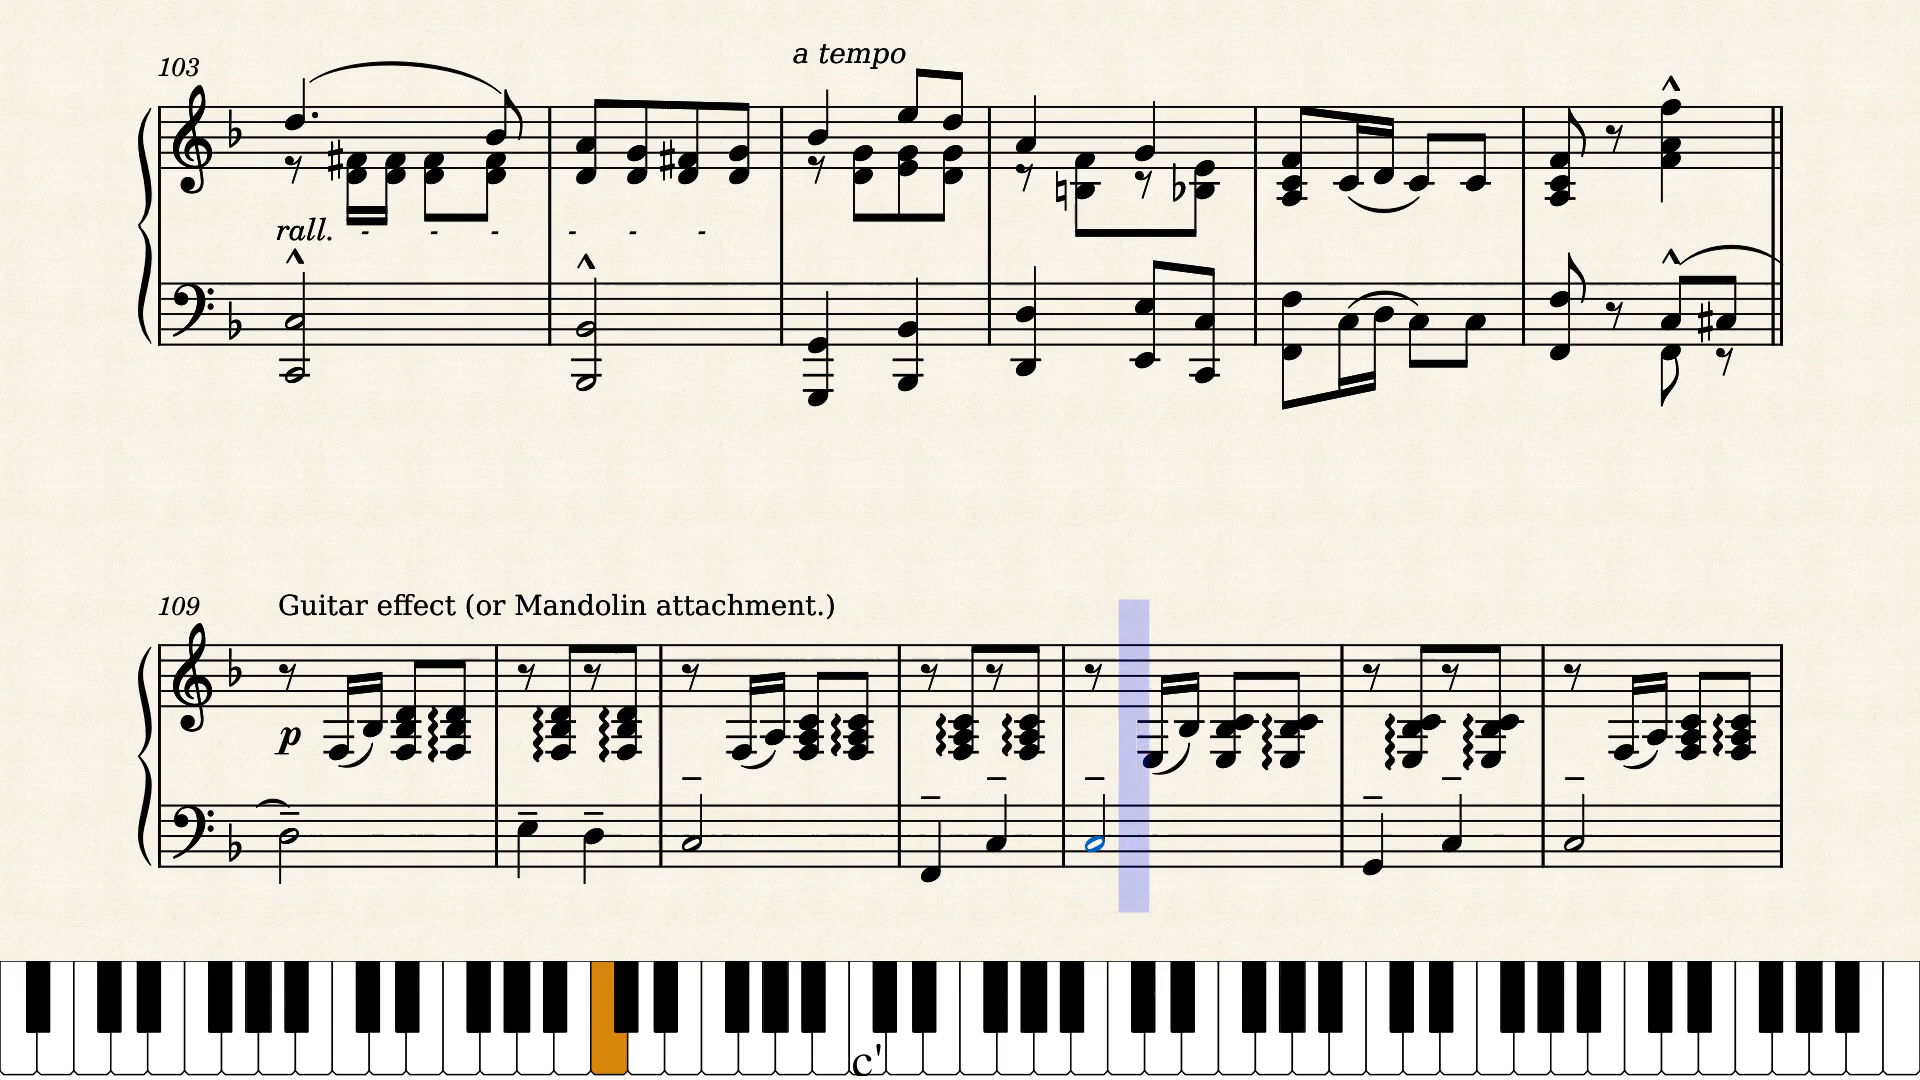 a tempo
103
rall. - - - - - -
109 Guitar effect (or Mandolin attachment.)
p
c'